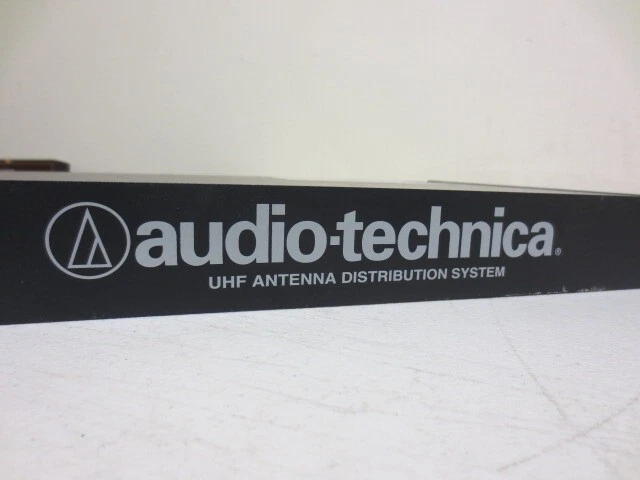 audio-technica®
UHF ANTENNA DISTRIBUTION SYSTEM